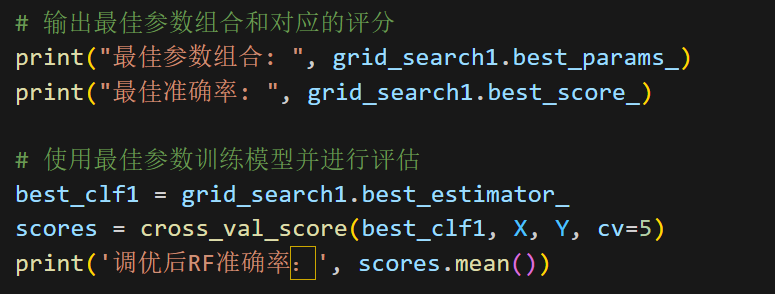 # 输出最佳参数组合和对应的评分
print("最佳参数组合: ", grid_search1.best_params_)
print("最佳准确率: ", grid_search1.best_score_)
# 使用最佳参数训练模型并进行评估
best_clf1 = grid_search1.best_estimator_
scores = cross_val_score(best_clf1, X, Y, cv=5)
print('调优后RF准确率：', scores.mean())